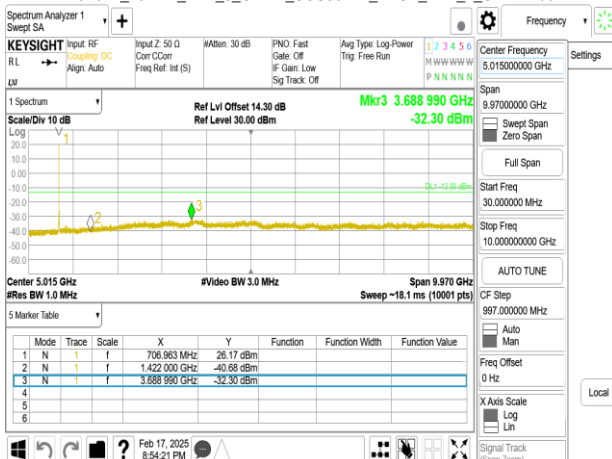 Spectrum Analyzer 1
Swept SA
+
Frequency
Settings
KEYSIGHT
RL
Input: RF
Coupling: DC
Align: Auto
Input Z: 50 Ω
Corr CCorr
Freq Ref: Int (S)
#Atten: 30 dB
PNO: Fast
Gate: Off
IF Gain: Low
Sig Track: Off
Avg Type: Log-Power
Trig: Free Run
1 2 3 4 5 6
M W W W W W
P N N N N N
1 Spectrum
Scale/Div 10 dB
Ref Lvl Offset 14.30 dB
Ref Level 30.00 dBm
Mkr3 3.688 990 GHz
-32.30 dBm
Log
20.0
10.0
0.00
-10.0
-20.0
-30.0
-40.0
-50.0
-60.0
1
2
3
DL1 -13.00 dBm
Center 5.015 GHz
#Video BW 3.0 MHz
Span 9.970 GHz
#Res BW 1.0 MHz
Sweep ~18.1 ms (10001 pts)
5 Marker Table
Mode Trace Scale X Y Function Function Width Function Value
1 N 1 f 706.963 MHz 26.17 dBm
2 N 1 f 1.422 000 GHz -40.68 dBm
3 N 1 f 3.688 990 GHz -32.30 dBm
4
5
6
Feb 17, 2025
8:54:21 PM
?
Center Frequency
5.015000000 GHz
Span
9.97000000 GHz
Swept Span
Zero Span
Full Span
Start Freq
30.000000 MHz
Stop Freq
10.000000000 GHz
AUTO TUNE
CF Step
997.000000 MHz
Auto
Man
Freq Offset
0 Hz
X Axis Scale
Log
Lin
Signal Track
Local